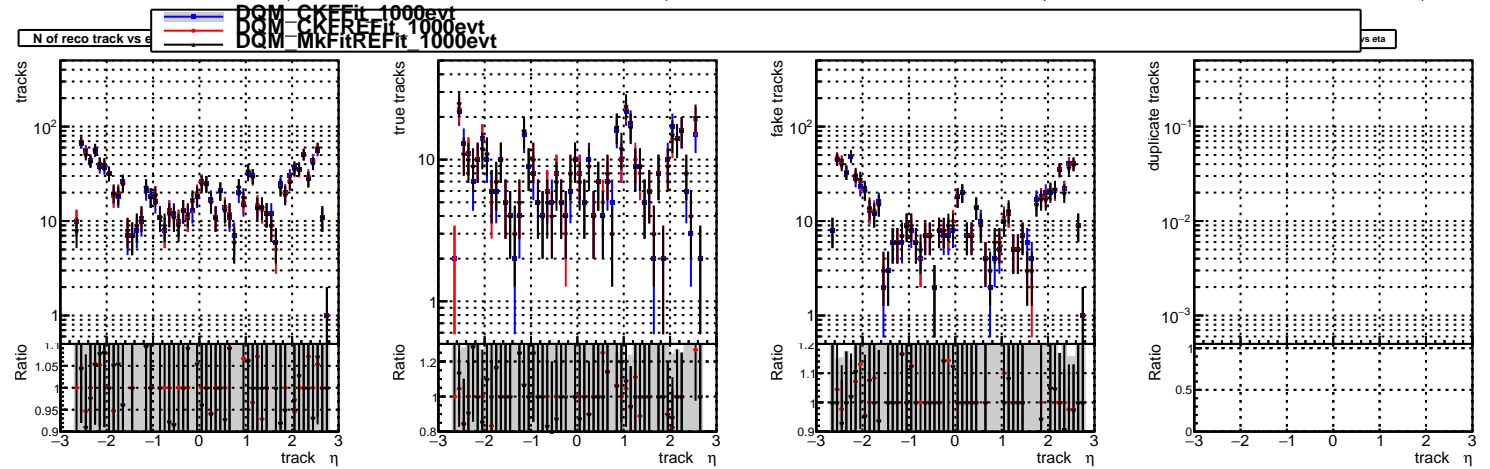 DQM_CKFFit_1000evt
DQM_CKFREFit_1000evt
DQM_MkFitREFit_1000evt
N of reco track vs e
vs eta
tracks
10²
10
1
Ratio
1.1
1.05
1
0.95
0.9
−3 −2 −1 0 1 2 3
track η
true tracks
10
1
Ratio
1.2
1
0.8
−3 −2 −1 0 1 2 3
track η
fake tracks
10²
10
1
Ratio
1.2
1.1
1
0.9
−3 −2 −1 0 1 2 3
track η
duplicate tracks
10⁻¹
10⁻²
10⁻³
Ratio
1
0.5
0
−3 −2 −1 0 1 2 3
track η